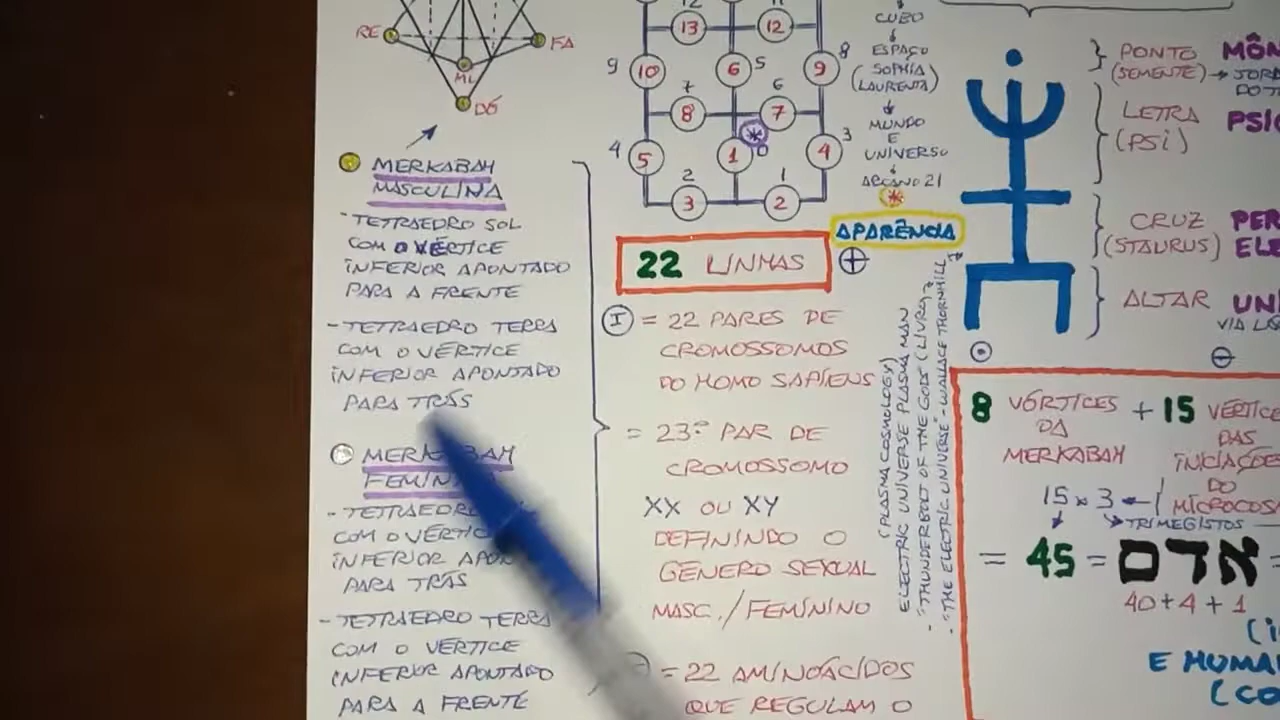 RE
FA
MI
DÓ
MERKABAH
MASCULINA
- TETRAEDRO SOL
COM O VÉRTICE
INFERIOR APONTADO
PARA A FRENTE
- TETRAEDRO TERRA
COM O VÉRTICE
INFERIOR APONTADO
PARA TRÁS
MERKABAH
- TETRAEDRO
COM O VÉRTICE
INFERIOR
PARA TRÁS
- TETRAEDRO TERRA
COM O VÉRTICE
INFERIOR APONTADO
PARA A FRENTE
13 12
9 10 6 5 9 8
7 6
8 7
4 5 1 0 4 3
2 1
3 2
22 LINHAS
I = 22 PARES DE
CROMOSSOMOS
DO HOMO SAPIENS
= 23º PAR DE
CROMOSSOMO
XX OU XY
DEFININDO O
GÊNERO SEXUAL
MASC./FEMININO
= 22 AMINOÁCIDOS
QUE REGULAM O
CUBO
ESPAÇO
(SOPHIA
LAURENTA)
MUNDO
E
UNIVERSO
ARCANO 21
APARÊNCIA
(PLASMA COSMOLOGY)
ELECTRIC UNIVERSE PLASMA MAN
- "THUNDERBOLT OF THE GODS" (LIVRO)
- "THE ELECTRIC UNIVERSE" - WALLACE THORNHILL
PONTO
(SEMENTE) →
LETRA
(PSI)
CRUZ
(STAURUS)
ALTAR
8 VÓRTICES + 15
DA
MERKABAH
DAS
INICIAÇÕES
DO
15 x 3
TRIMEGISTOS
= 45 = אדם =
40 + 4 + 1